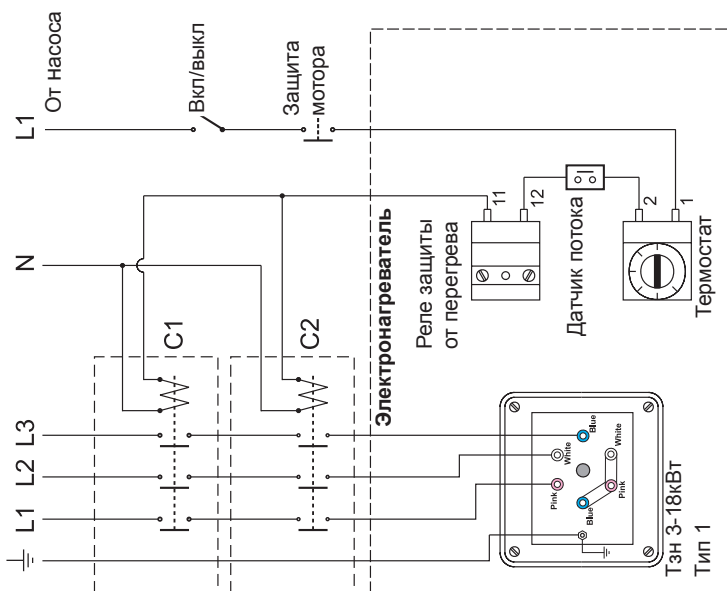 L1
От насоса
Вкл/выкл
Защита
мотора
N
C1
C2
L3
L2
L1
Электронагреватель
Реле защиты
от перегрева
11
12
Датчик потока
2
1
Термостат
Blue
White
White
Pink
Pink
Blue
Тэн 3-18кВт
Тип 1